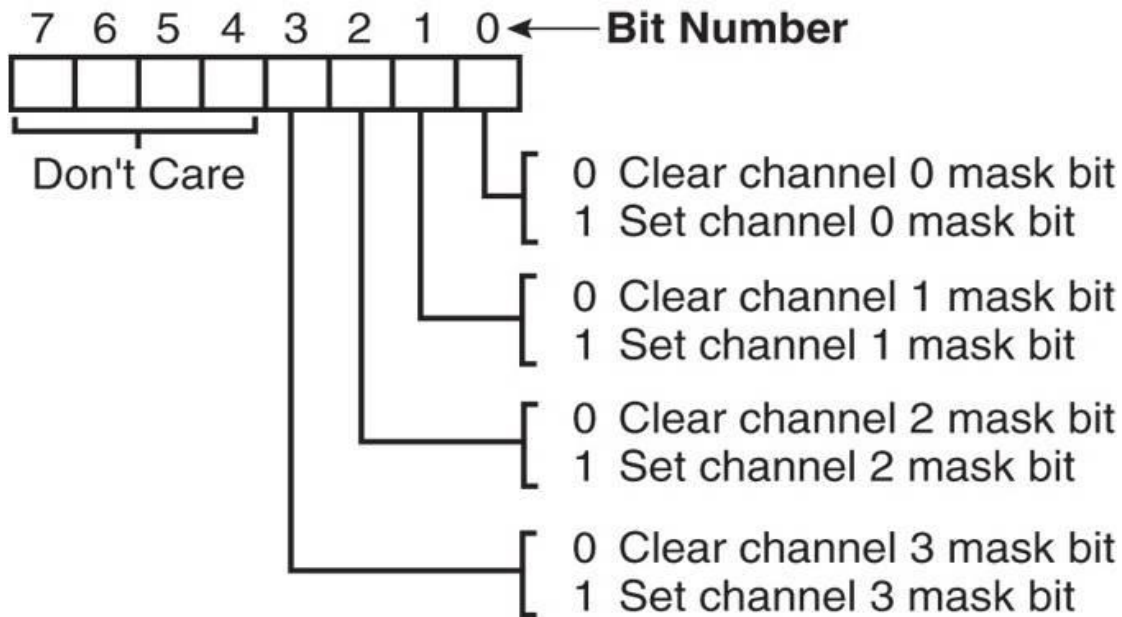 7 6 5 4 3 2 1 0 Bit Number
Don't Care
0 Clear channel 0 mask bit
1 Set channel 0 mask bit
0 Clear channel 1 mask bit
1 Set channel 1 mask bit
0 Clear channel 2 mask bit
1 Set channel 2 mask bit
0 Clear channel 3 mask bit
1 Set channel 3 mask bit